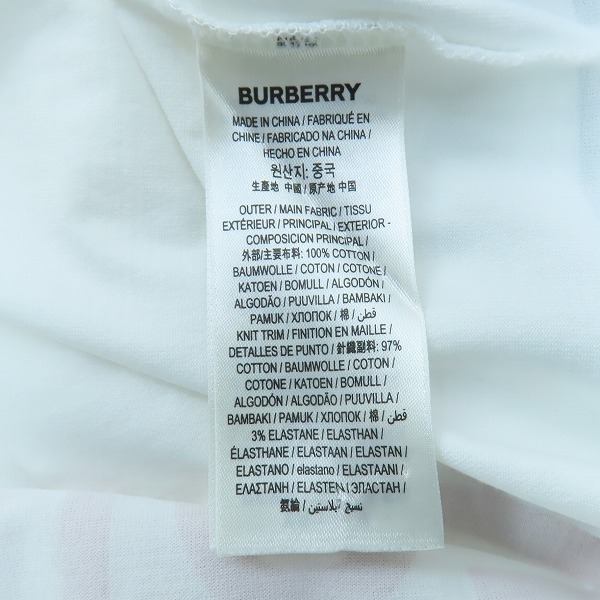 BURBERRY
MADE IN CHINA / FABRIQUÉ EN
CHINE / FABRICADO NA CHINA /
HECHO EN CHINA
원산지: 중국
生產地 中國 / 原产地 中国
OUTER / MAIN FABRIC / TISSU
EXTÉRIEUR / PRINCIPAL / EXTERIOR -
COMPOSICION PRINCIPAL /
外部/主要布料: 100% COTTON /
BAUMWOLLE / COTON / COTONE /
KATOEN / BOMULL / ALGODÓN /
ALGODÃO / PUUVILLA / BAMBAKI /
PAMUK / ХЛОПОК / 棉 / قطن /
KNIT TRIM / FINITION EN MAILLE /
DETALLES DE PUNTO / 針織副料: 97%
COTTON / BAUMWOLLE / COTON /
COTONE / KATOEN / BOMULL /
ALGODÓN / ALGODÃO / PUUVILLA /
BAMBAKI / PAMUK / ХЛОПОК / 棉 / قطن /
3% ELASTANE / ELASTHAN /
ÉLASTHANE / ELASTAAN / ELASTAN /
ELASTANO / elastano / ELASTAANI /
ΕΛΑΣΤΑΝΗ / ELASTEN / ЭЛАСТАН /
氨綸 / نسيج / بلاستين